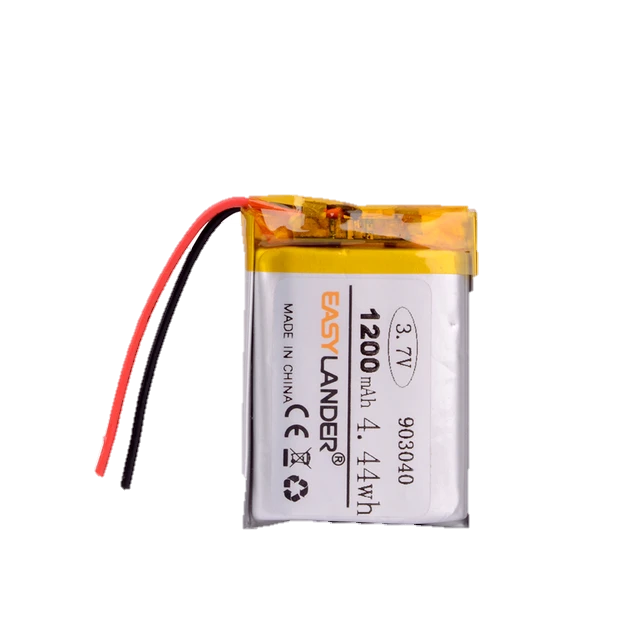 3.7V 903040
1200mAh 4.44wh
EASYLANDER®
MADE IN CHINA CE